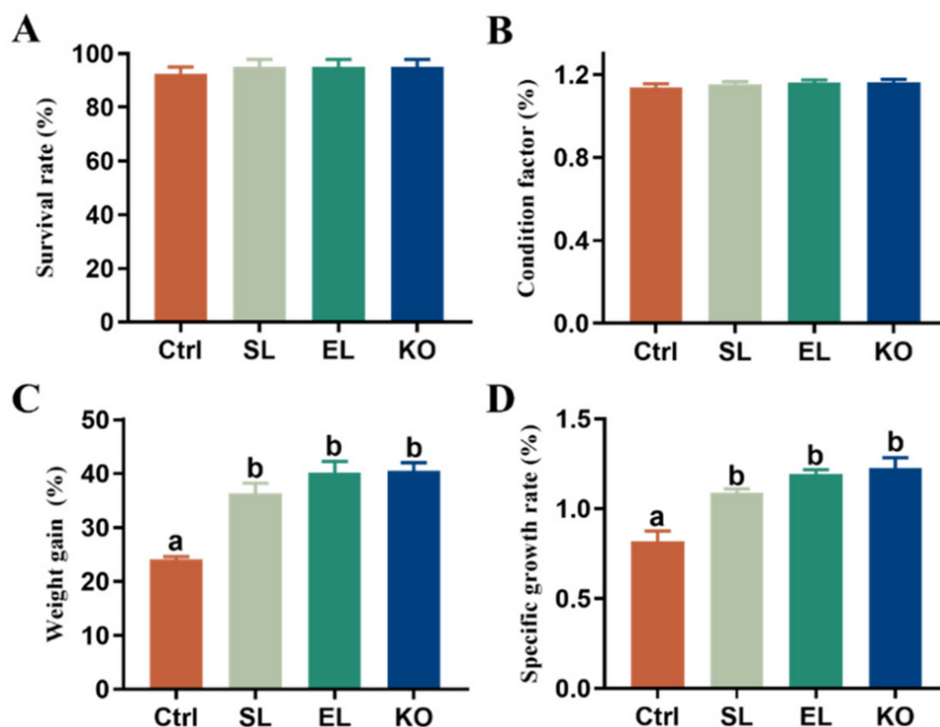 A
Survival rate (%)
100
80
60
40
20
0
Ctrl SL EL KO
B
Condition factor (%)
1.2
0.8
0.4
0.0
Ctrl SL EL KO
C
Weight gain (%)
50
40
30
20
10
0
a b b b
Ctrl SL EL KO
D
Specific growth rate (%)
1.5
1.0
0.5
0.0
a b b b
Ctrl SL EL KO